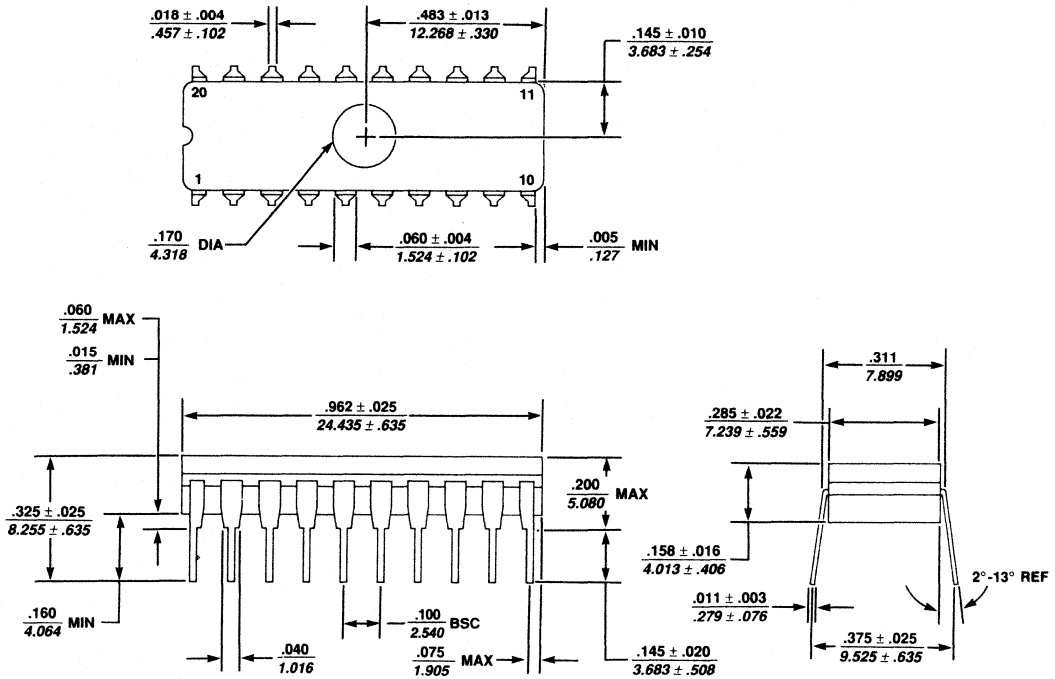 .018 ± .004
.457 ± .102
.483 ± .013
12.268 ± .330
.145 ± .010
3.683 ± .254
20
11
1
10
.170
4.318
DIA
.060 ± .004
1.524 ± .102
.005
.127
MIN
.060
1.524
MAX
.015
.381
MIN
.311
7.899
.962 ± .025
24.435 ± .635
.285 ± .022
7.239 ± .559
.200
5.080
MAX
.325 ± .025
8.255 ± .635
.158 ± .016
4.013 ± .406
2°-13° REF
.160
4.064
MIN
.100
2.540
BSC
.011 ± .003
.279 ± .076
.040
1.016
.075
1.905
MAX
.145 ± .020
3.683 ± .508
.375 ± .025
9.525 ± .635